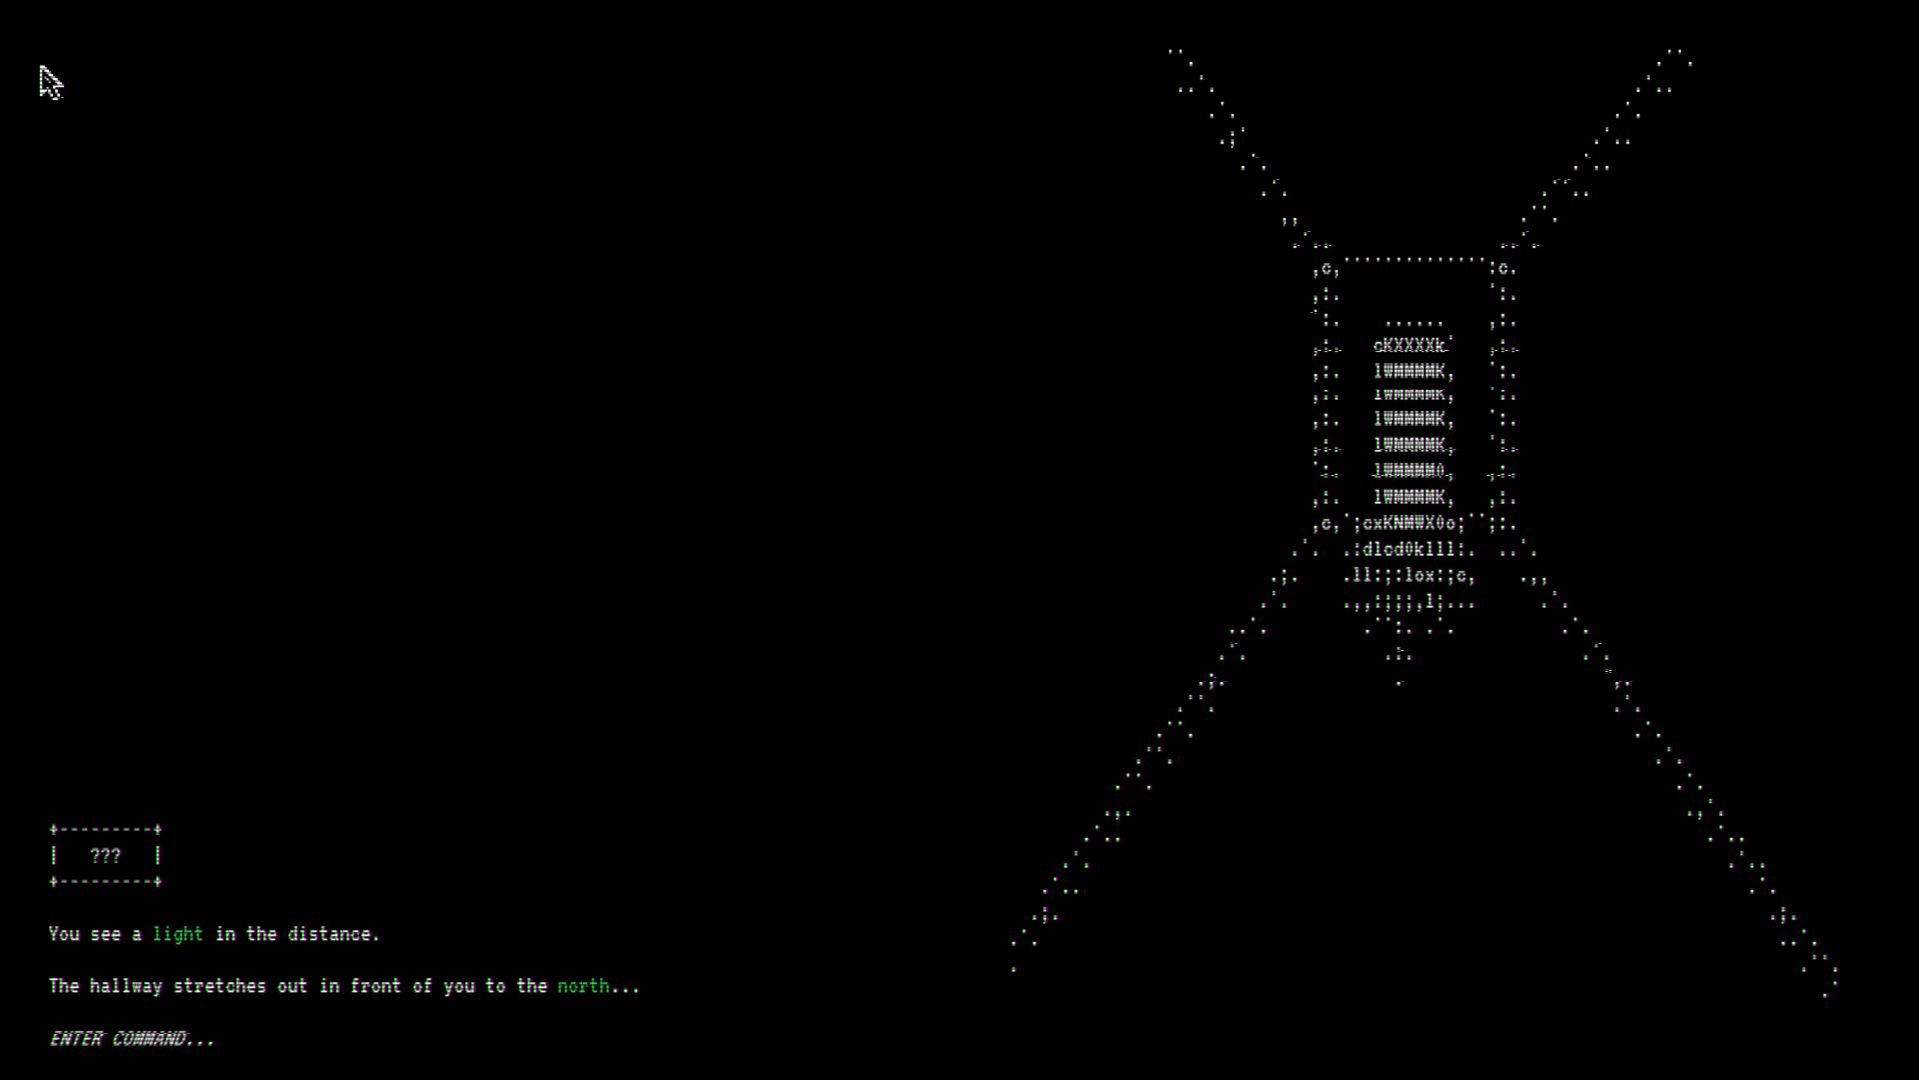 ???
You see a light in the distance.
The hallway stretches out in front of you to the north...
ENTER COMMAND...